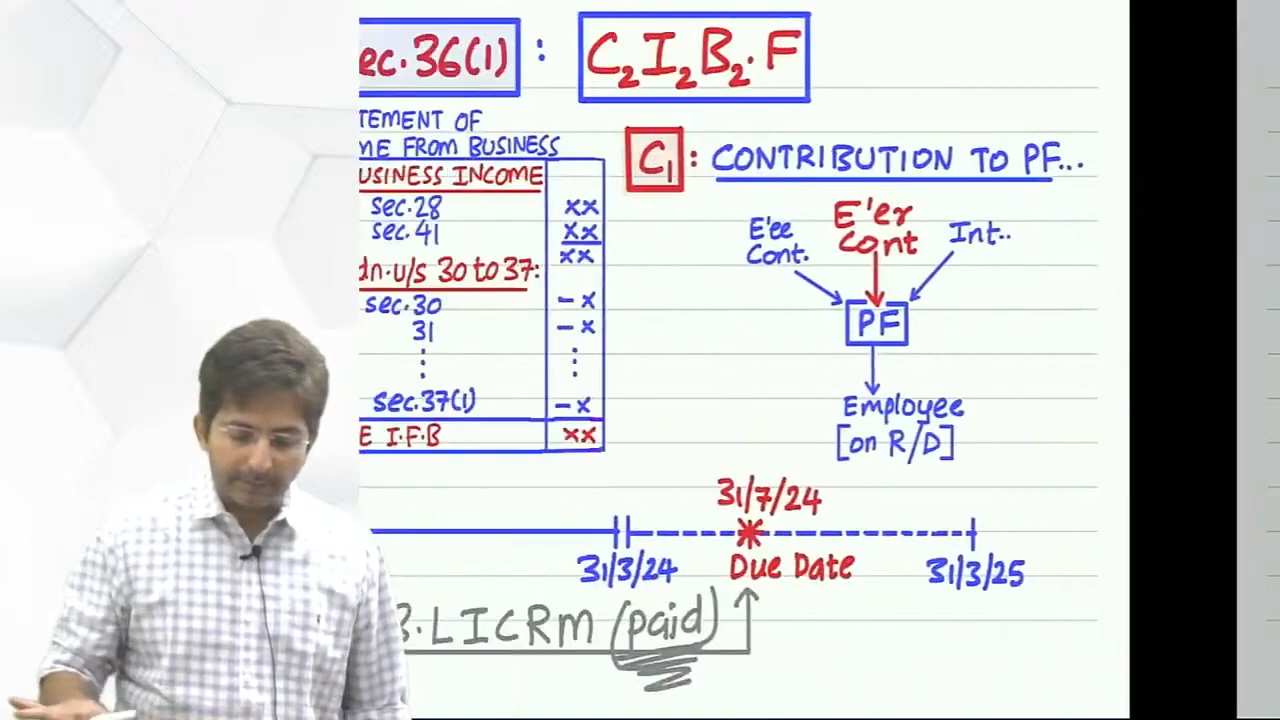 ec.36(1) : C₂I₂B₂.F
TEMENT OF
ME FROM BUSINESS
USINESS INCOME
sec.28 xx
sec.41 xx
xx
dn.u/s 30 to 37:
sec.30 - x
31 - x
⋮ ⋮
sec.37(1) - x
E I.F.B xx
C₁ : CONTRIBUTION TO PF...
E'ee Cont.
E'er Cont
Int..
PF
Employee
[on R/D]
31/7/24
31/3/24 Due Date 31/3/25
B.LICRm (paid)